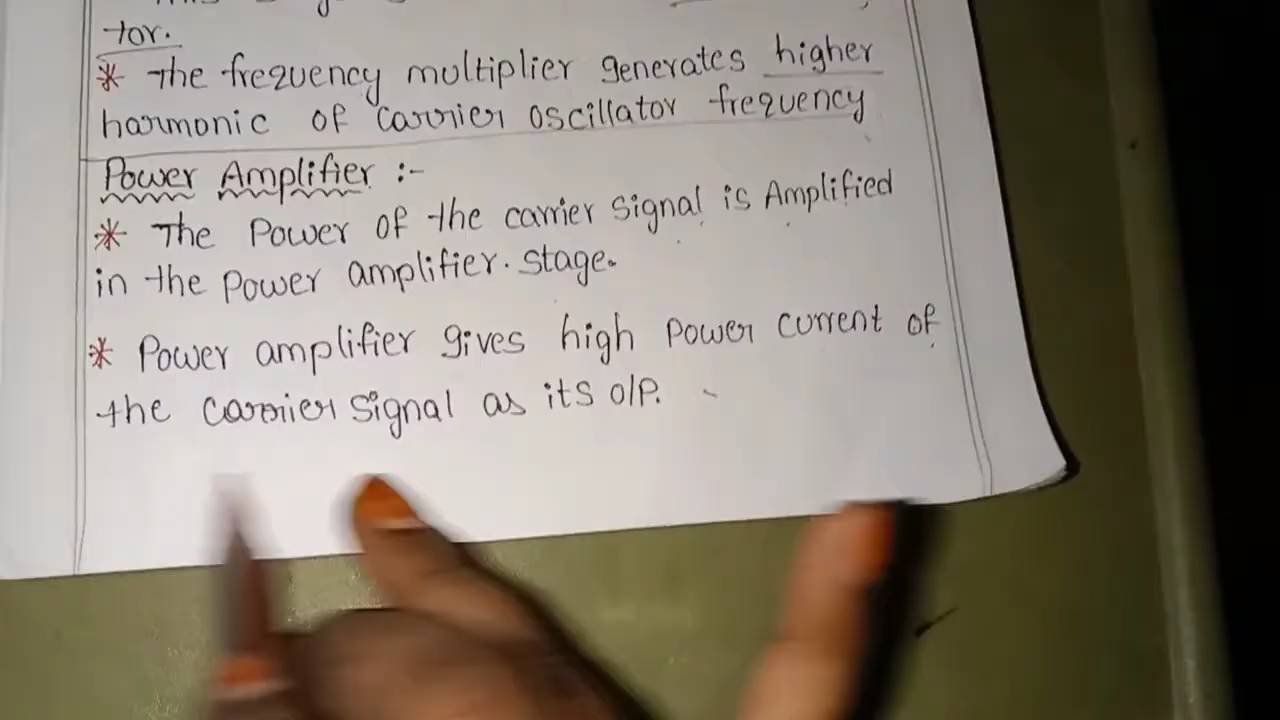 tor.
* The frequency multiplier generates higher
harmonic of carrier oscillator frequency
Power Amplifier :-
* The Power of the carrier signal is Amplified
in the power amplifier. stage.
* Power amplifier gives high power current of
the carrier signal as its o/p.